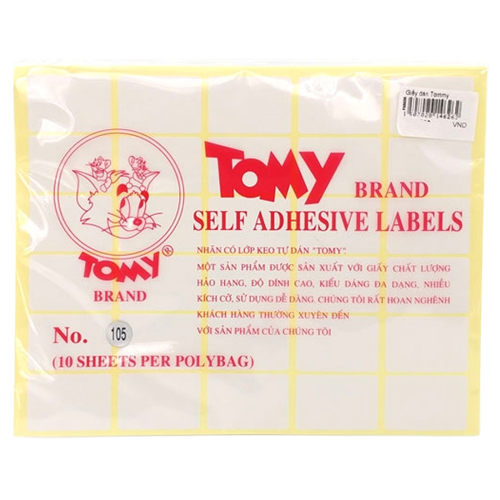 Giấy dán Tommy
VND
TOMY BRAND
SELF ADHESIVE LABELS
NHÃN CÓ LỚP KEO TỰ DÁN "TOMY".
MỘT SẢN PHẨM ĐƯỢC SẢN XUẤT VỚI GIẤY CHẤT LƯỢNG
HẢO HẠNG, ĐỘ DÍNH CAO, KIỂU DÁNG ĐA DẠNG, NHIỀU
KÍCH CỠ, SỬ DỤNG DỄ DÀNG. CHÚNG TÔI RẤT HOAN NGHÊNH
KHÁCH HÀNG THƯỜNG XUYÊN ĐẾN
VỚI SẢN PHẨM CỦA CHÚNG TÔI
TOMY®
BRAND
No. 105
(10 SHEETS PER POLYBAG)